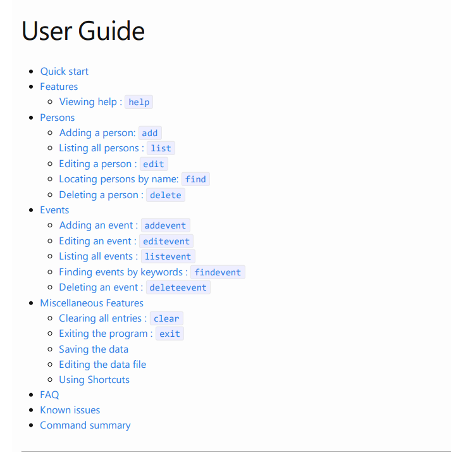 User Guide
Quick start
Features
Viewing help : help
Persons
Adding a person: add
Listing all persons : list
Editing a person : edit
Locating persons by name: find
Deleting a person : delete
Events
Adding an event : addevent
Editing an event : editevent
Listing all events : listevent
Finding events by keywords : findevent
Deleting an event : deleteevent
Miscellaneous Features
Clearing all entries : clear
Exiting the program : exit
Saving the data
Editing the data file
Using Shortcuts
FAQ
Known issues
Command summary